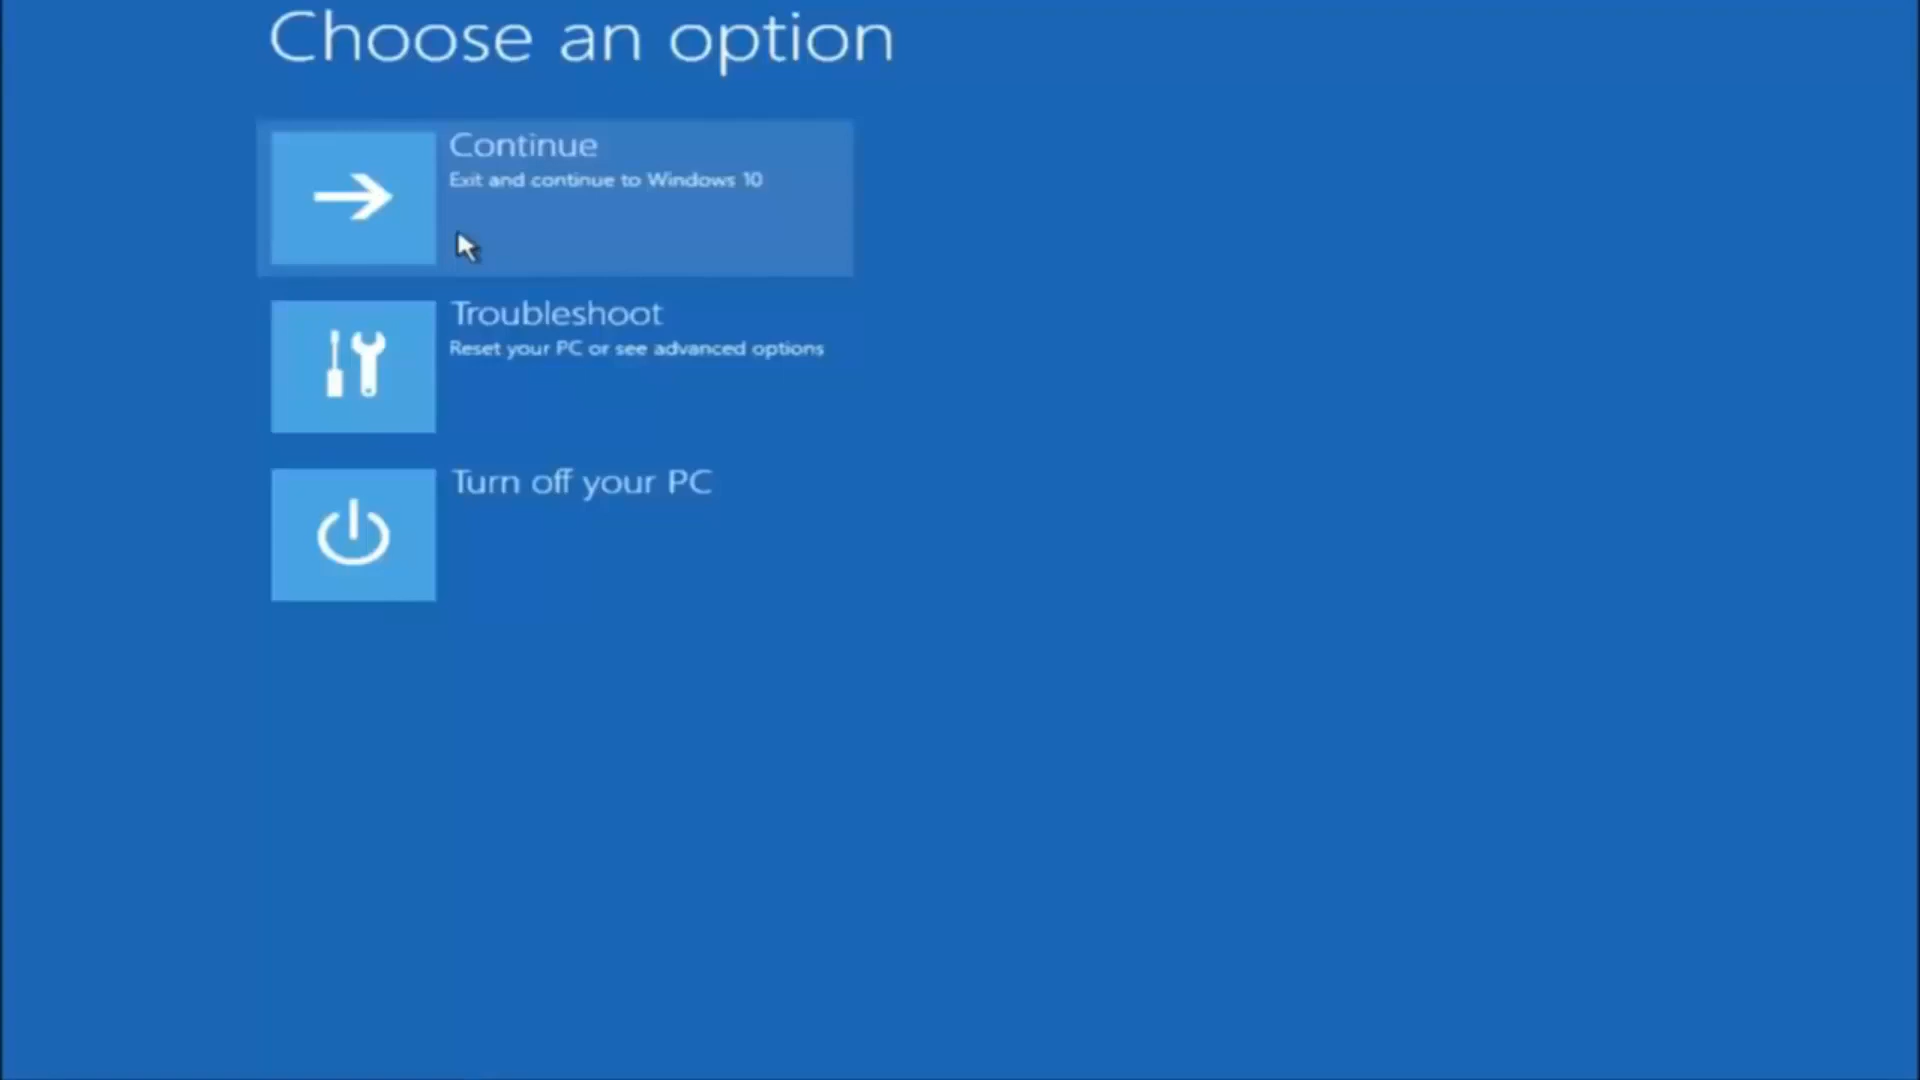 Choose an option
Continue
Exit and continue to Windows 10
Troubleshoot
Reset your PC or see advanced options
Turn off your PC